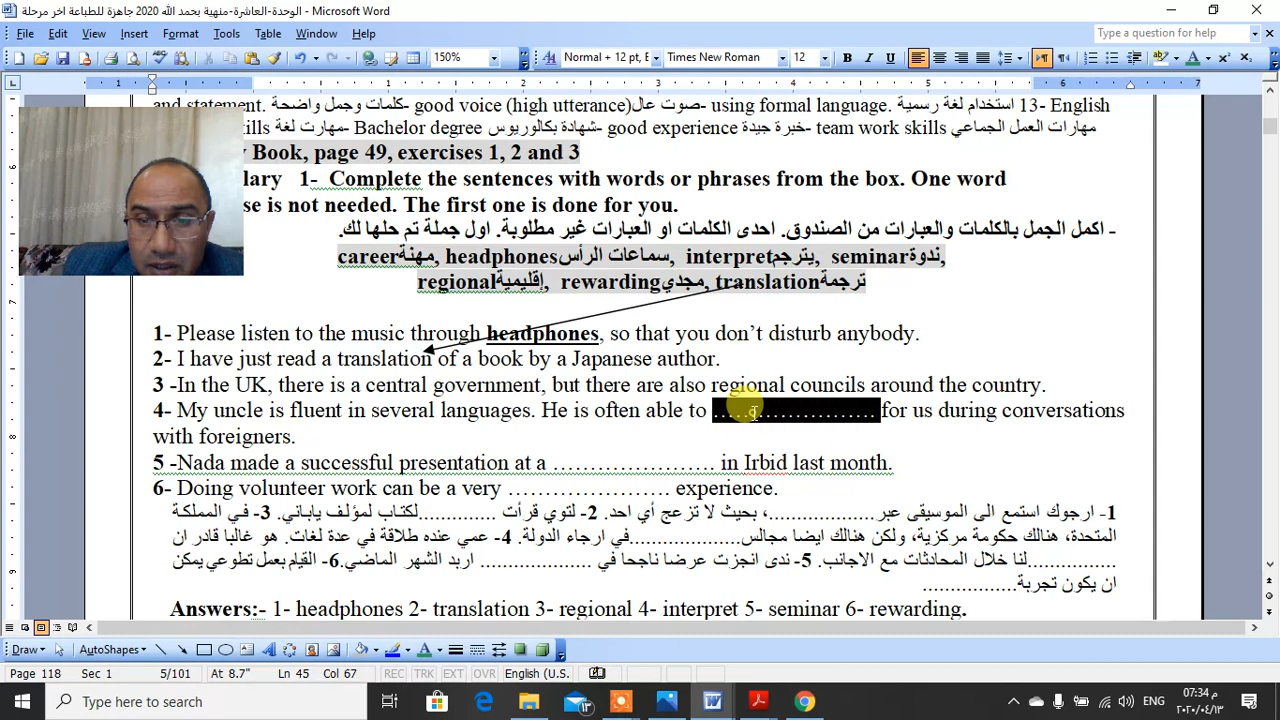 الوحدة-العاشرة-منهية بحمد الله 2020 جاهزة للطباعة اخر مرحلة - Microsoft Word
File Edit View Insert Format Tools Table Window Help Type a question for help
150% Normal + 12 pt, E Times New Roman 12 B I U
1 1 2 3 4 5 6 7
and statement. كلمات وجمل واضحة- good voice (high utterance)صوت عال- using formal language. استخدام لغة رسمية 13- English
ills مهارت لغة- Bachelor degree شهادة بكالوريوس- good experience خبرة جيدة- team work skills مهارات العمل الجماعي
Book, page 49, exercises 1, 2 and 3
lary 1- Complete the sentences with words or phrases from the box. One word
se is not needed. The first one is done for you.
- اكمل الجمل بالكلمات والعبارات من الصندوق. احدى الكلمات او العبارات غير مطلوبة. اول جملة تم حلها لك.
careerمهنة, headphonesسماعات الرأس, interpretيترجم, seminarندوة,
regionalإقليمية, rewardingمجدي, translationترجمة
1- Please listen to the music through headphones, so that you don't disturb anybody.
2- I have just read a translation of a book by a Japanese author.
3 -In the UK, there is a central government, but there are also regional councils around the country.
4- My uncle is fluent in several languages. He is often able to ………………… for us during conversations
with foreigners.
5 -Nada made a successful presentation at a …………………. in Irbid last month.
6- Doing volunteer work can be a very …………………. experience.
1- ارجوك استمع الى الموسيقى عبر....................، بحيث لا تزعج أي احد. 2- لتوي قرأت ..............لكتاب لمؤلف ياباني. 3- في المملكة
المتحدة، هنالك حكومة مركزية، ولكن هنالك ايضا مجالس....................في ارجاء الدولة. 4- عمي عنده طلاقة في عدة لغات. هو غالبا قادر ان
.....................لنا خلال المحادثات مع الاجانب. 5- ندى انجزت عرضا ناجحا في .................... اربد الشهر الماضي.6- القيام بعمل تطوعي يمكن
ان يكون تجربة.................
Answers:- 1- headphones 2- translation 3- regional 4- interpret 5- seminar 6- rewarding.
Draw AutoShapes
Page 118 Sec 1 5/101 At 8.7" Ln 45 Col 67 REC TRK EXT OVR English (U.S.
Type here to search ENG 07:34 م
٢٠٢٠/٠٤/١٣